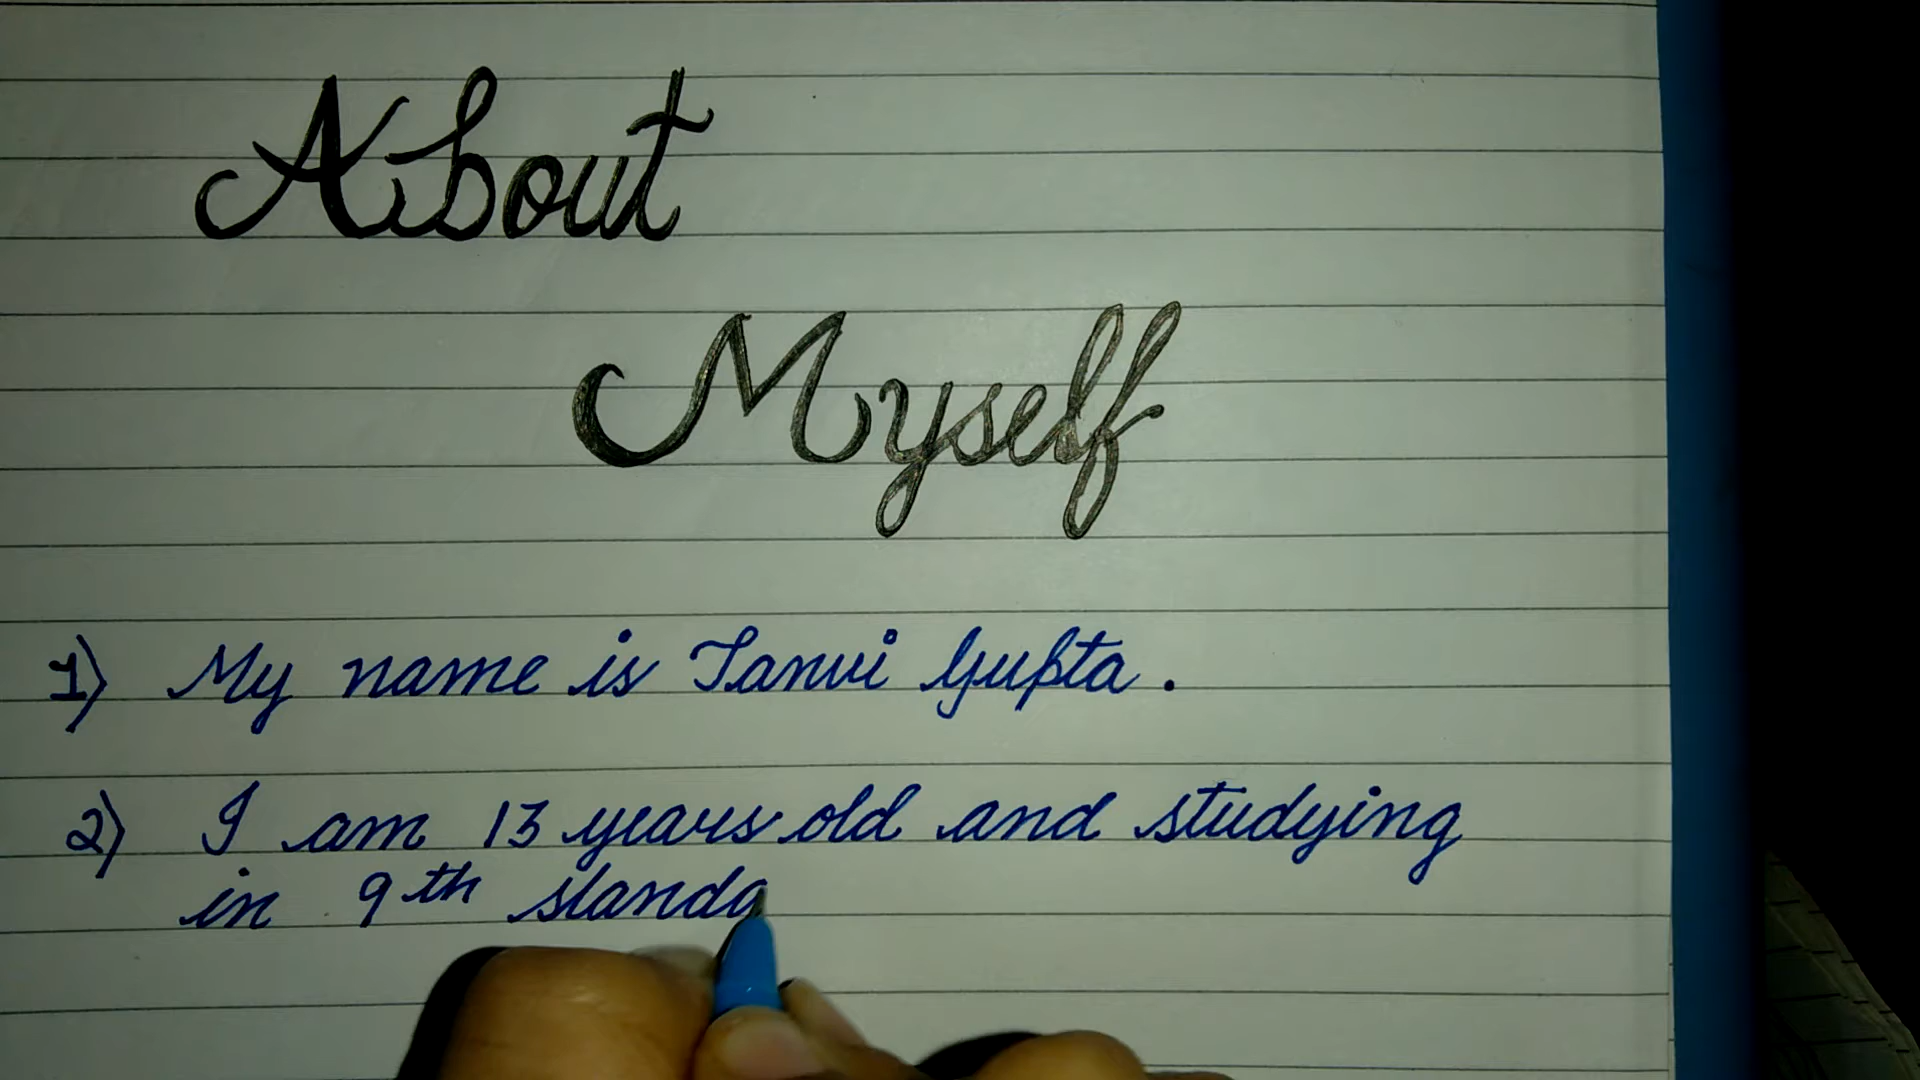 About
Myself
1) My name is Tanvi Gupta.
2) I am 13 years old and studying
in 9th standa